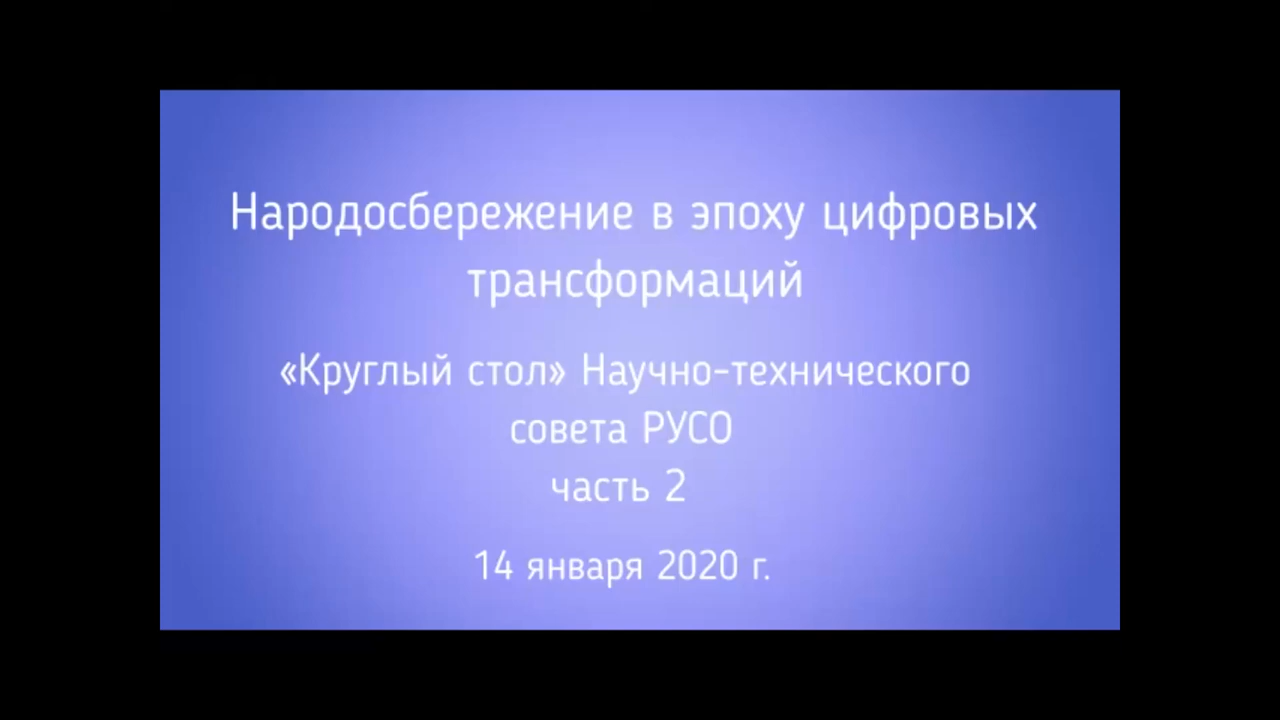 Народосбережение в эпоху цифровых
трансформаций
«Круглый стол» Научно-технического
совета РУСО
часть 2
14 января 2020 г.